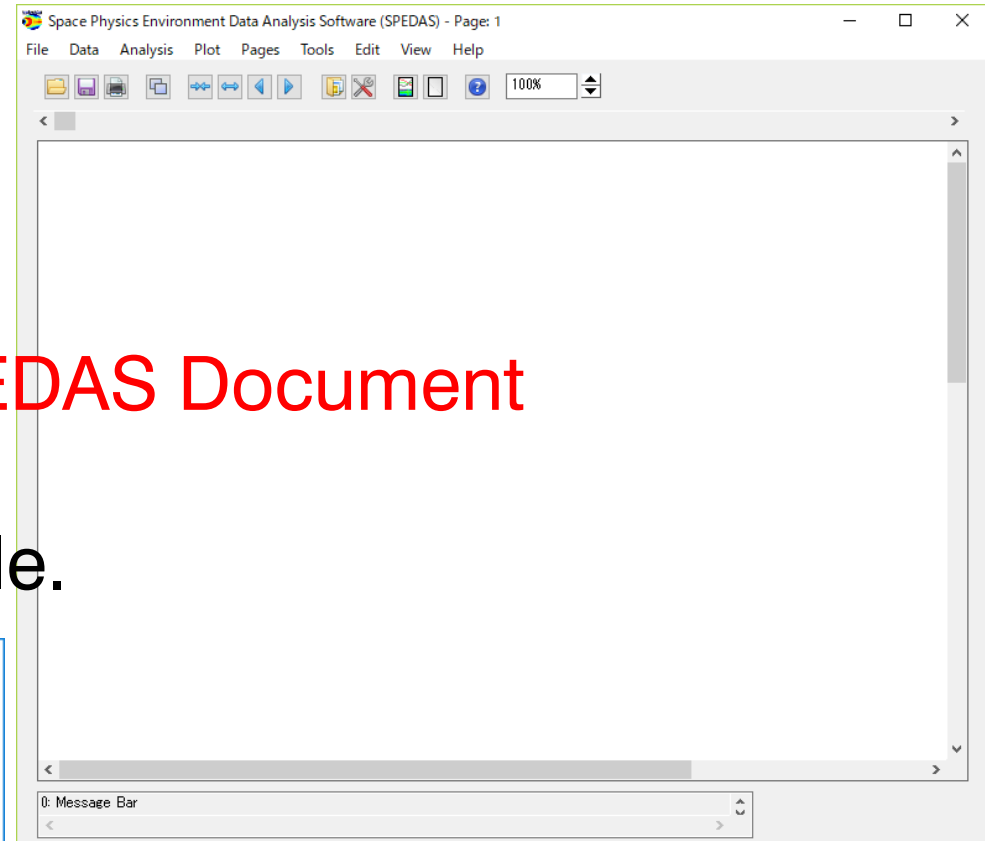 Space Physics Environment Data Analysis Software (SPEDAS) - Page: 1
File Data Analysis Plot Pages Tools Edit View Help
100%
EDAS Document
le.
0: Message Bar